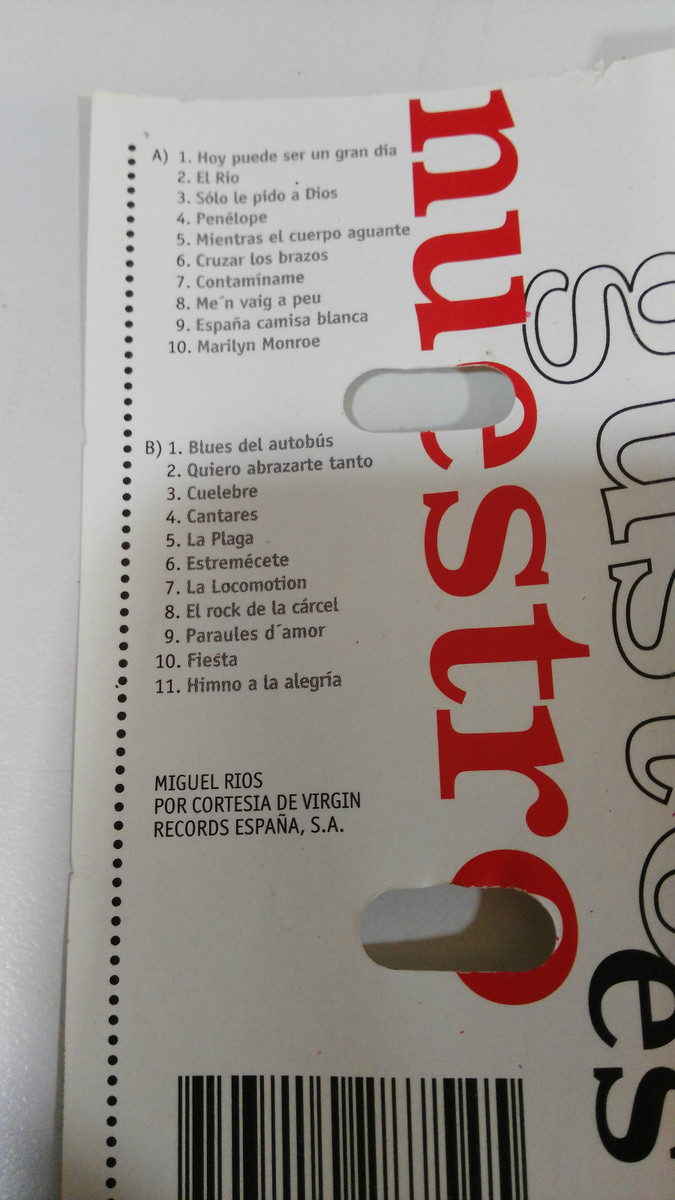 A) 1. Hoy puede ser un gran día
2. El Rio
3. Sólo le pido a Dios
4. Penélope
5. Mientras el cuerpo aguante
6. Cruzar los brazos
7. Contamíname
8. Me´n vaig a peu
9. España camisa blanca
10. Marilyn Monroe
B) 1. Blues del autobús
2. Quiero abrazarte tanto
3. Cuelebre
4. Cantares
5. La Plaga
6. Estremécete
7. La Locomotion
8. El rock de la cárcel
9. Paraules d´amor
10. Fiesta
11. Himno a la alegría
MIGUEL RIOS
POR CORTESIA DE VIRGIN
RECORDS ESPAÑA, S.A.
nuestro
gusto
es